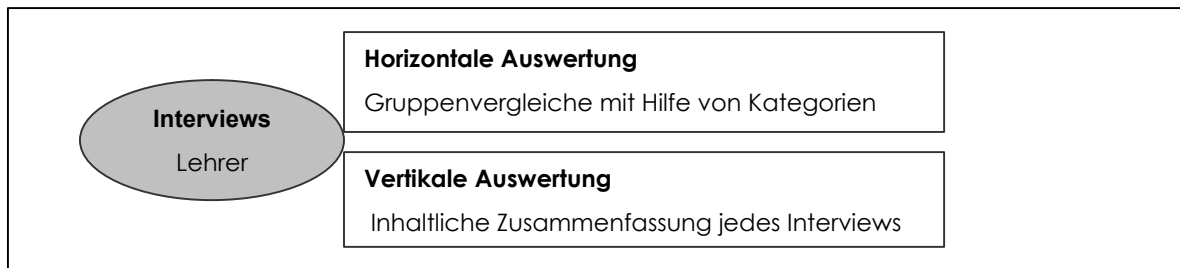 Interviews
Lehrer
Horizontale Auswertung
Gruppenvergleiche mit Hilfe von Kategorien
Vertikale Auswertung
Inhaltliche Zusammenfassung jedes Interviews